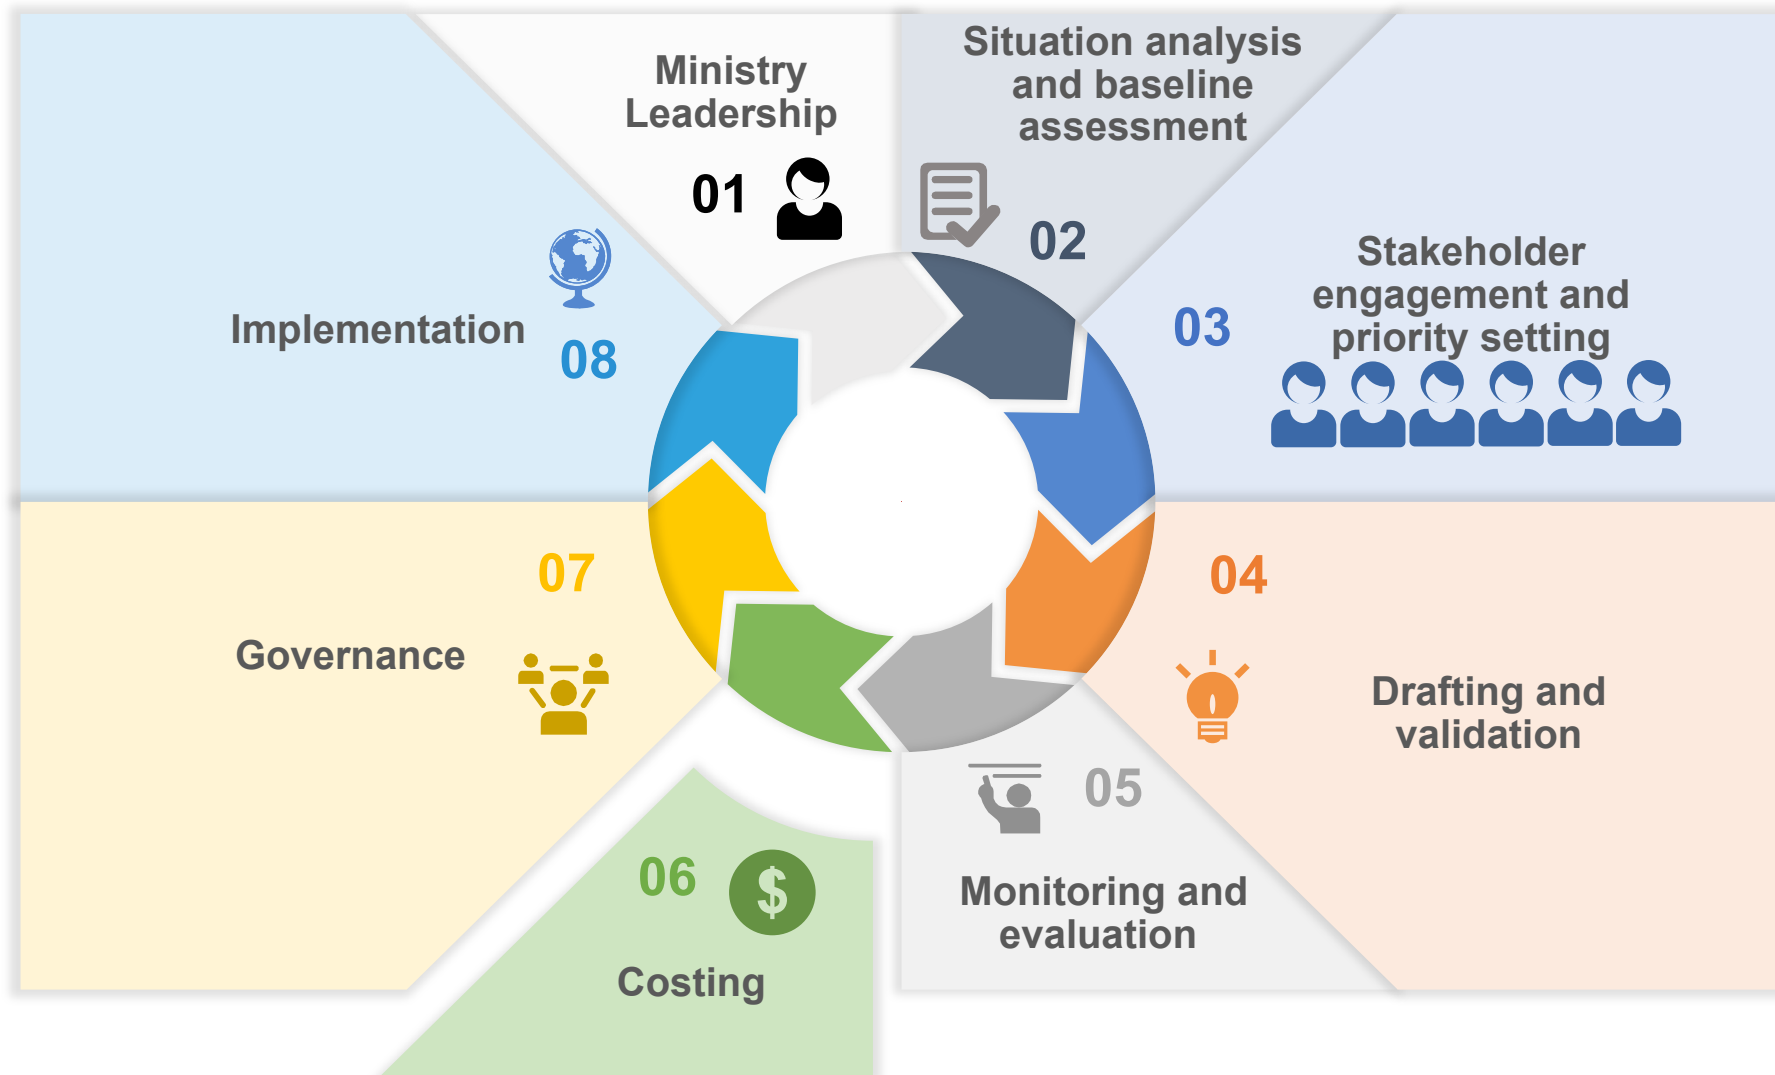 Ministry
Leadership
01
Situation analysis
and baseline
assessment
02
03
Stakeholder
engagement and
priority setting
04
Drafting and
validation
05
Monitoring and
evaluation
06
$
Costing
07
Governance
Implementation
08